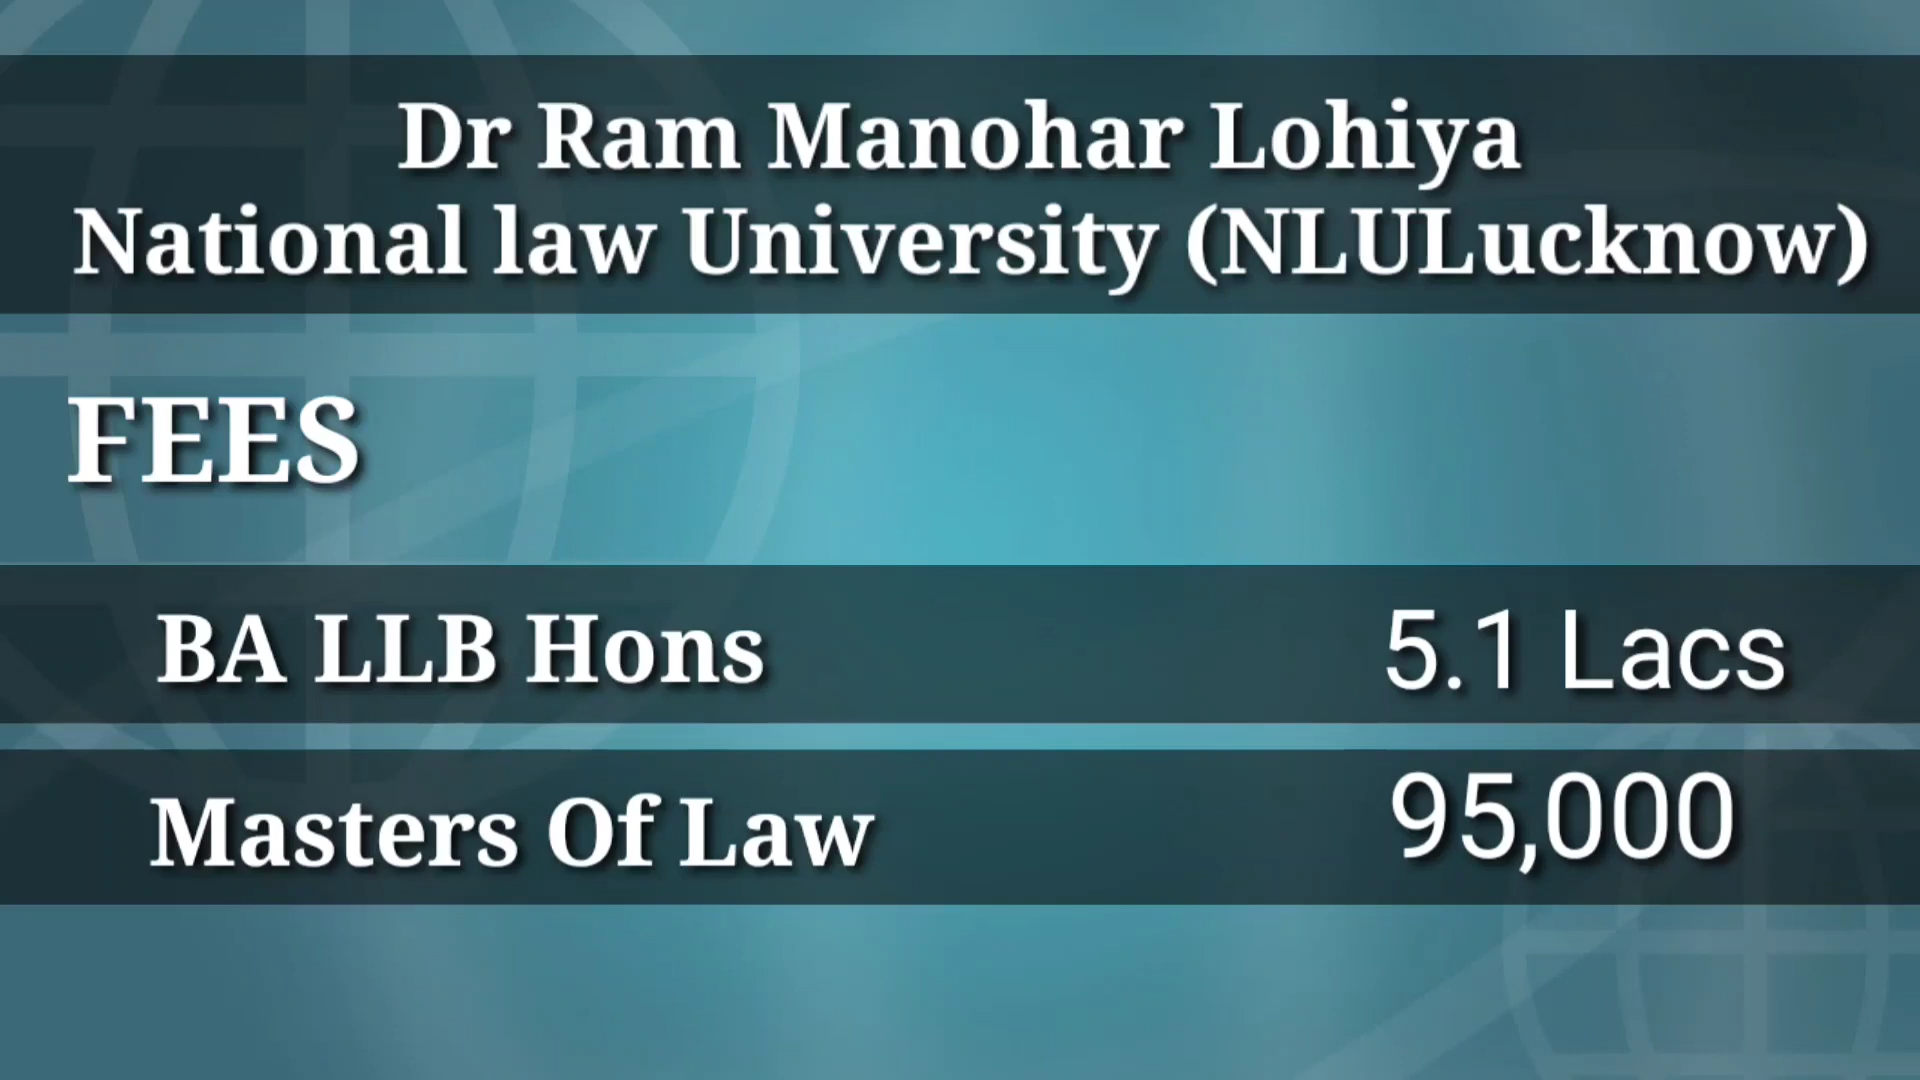 Dr Ram Manohar Lohiya
National law University (NLULucknow)
FEES
BA LLB Hons 5.1 Lacs
Masters Of Law 95,000